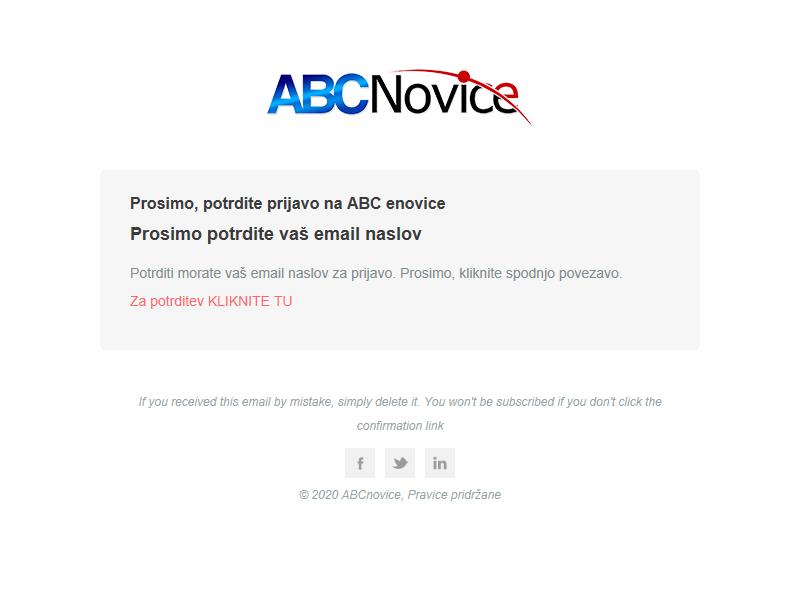 ABCNovice
Prosimo, potrdite prijavo na ABC enovice
Prosimo potrdite vaš email naslov
Potrditi morate vaš email naslov za prijavo. Prosimo, kliknite spodnjo povezavo.
Za potrditev KLIKNITE TU
If you received this email by mistake, simply delete it. You won't be subscribed if you don't click the
confirmation link
f in
© 2020 ABCnovice, Pravice pridržane